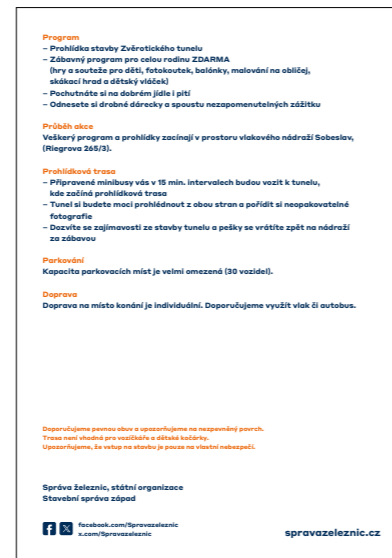 Program
– Prohlídka stavby Zvěrotického tunelu
– Zábavný program pro celou rodinu ZDARMA
(hry a souteže pro děti, fotokoutek, balónky, malování na obličej,
skákací hrad a dětský vláček)
– Pochutnáte si na dobrém jídle i pití
– Odnesete si drobné dárecky a spoustu nezapomenutelných zážitku
Průběh akce
Veškerý program a prohlídky zacínají v prostoru vlakového nádraží Sobeslav,
(Riegrova 265/3).
Prohlídková trasa
– Připravené minibusy vás v 15 min. intervalech budou vozit k tunelu,
kde začíná prohlídková trasa
– Tunel si budete moci prohlédnout z obou stran a pořídit si neopakovatelné
fotografie
– Dozvíte se zajímavosti ze stavby tunelu a pešky se vrátíte zpět na nádraží
za zábavou
Parkování
Kapacita parkovacích míst je velmi omezená (30 vozidel).
Doprava
Doprava na místo konání je individuální. Doporučujeme využít vlak či autobus.
Doporučujeme pevnou obuv a upozorňujeme na nezpevněný povrch.
Trasa není vhodná pro vozíčkáře a dětské kočárky.
Upozorňujeme, že vstup na stavbu je pouze na vlastní nebezpečí.
Správa železnic, státní organizace
Stavební správa západ
facebook.com/Spravazeleznic
x.com/Spravazeleznic
spravazeleznic.cz